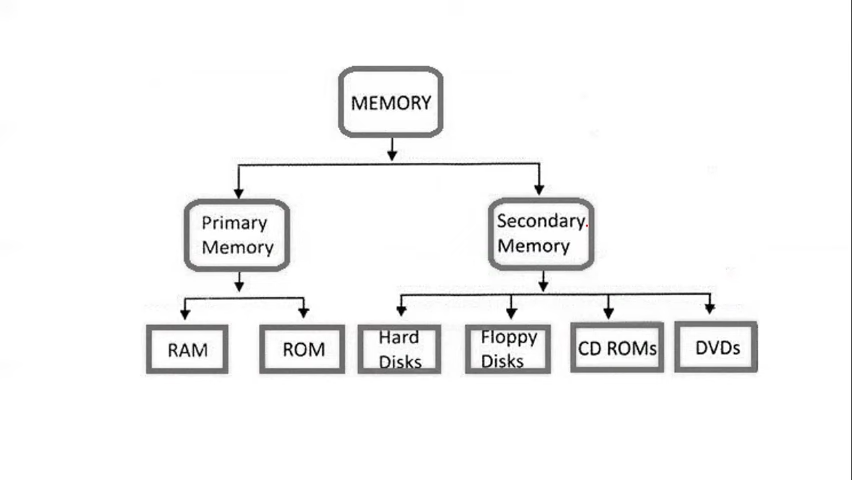 MEMORY
Primary
Memory
Secondary.
Memory
RAM
ROM
Hard
Disks
Floppy
Disks
CD ROMs
DVDs